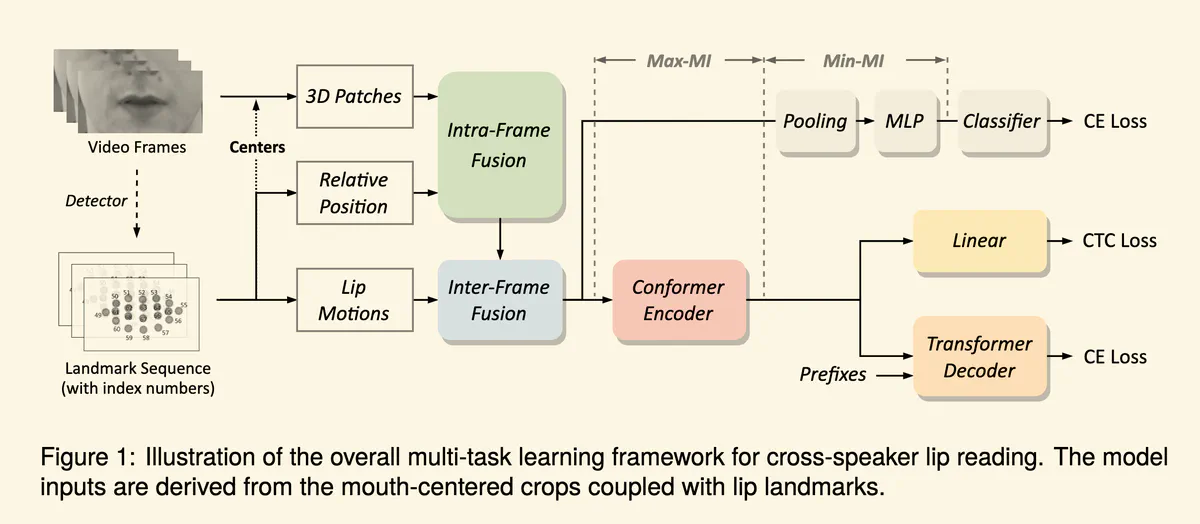 Max-MI
Min-MI
3D Patches
Intra-Frame
Fusion
Pooling
MLP
Classifier
CE Loss
Video Frames
Centers
Detector
Relative
Position
Linear
CTC Loss
Lip
Motions
Inter-Frame
Fusion
Conformer
Encoder
Transformer
Decoder
CE Loss
Prefixes
50
51
52
53
54
55
49
56
60
57
59
58
Landmark Sequence
(with index numbers)
Figure 1: Illustration of the overall multi-task learning framework for cross-speaker lip reading. The model
inputs are derived from the mouth-centered crops coupled with lip landmarks.